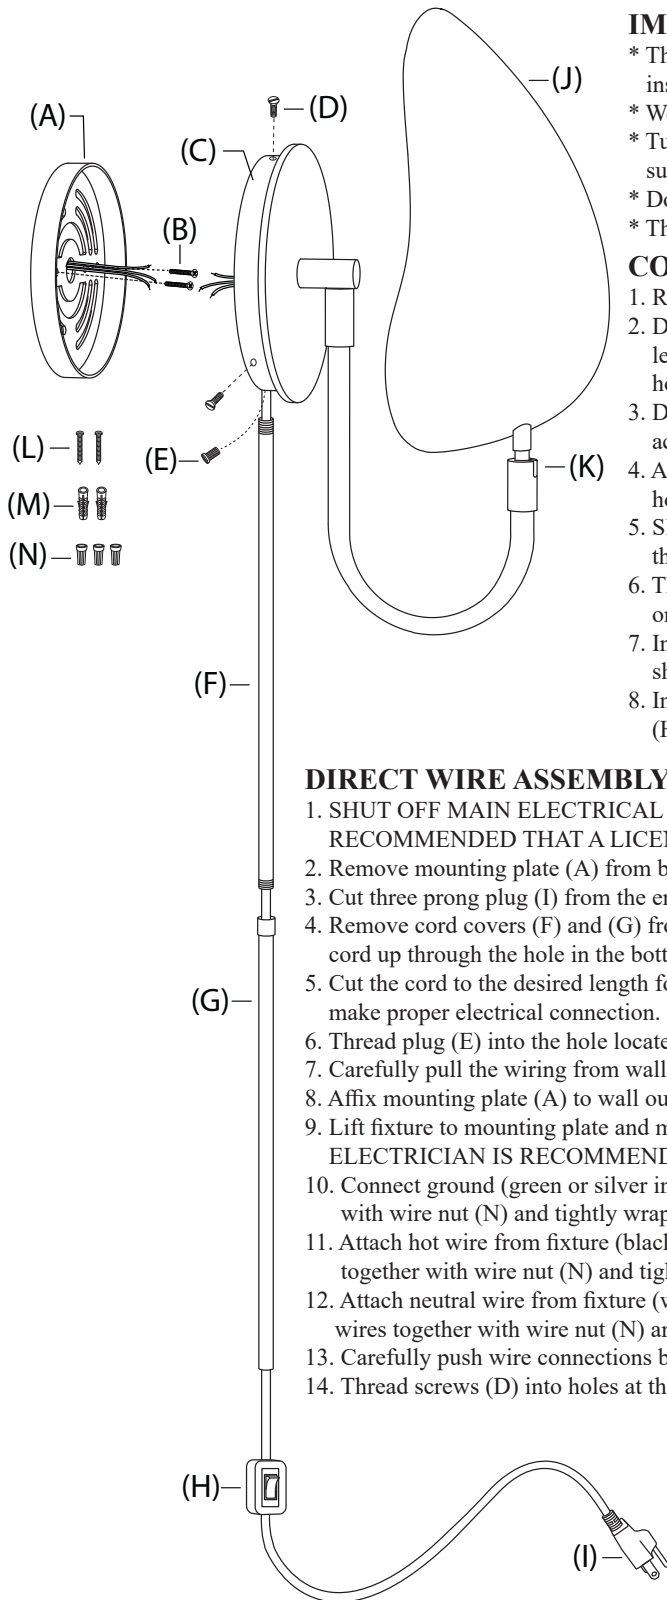 (A)
(D)
(J)
(C)
(B)
(L)
(E)
(K)
(M)
(N)
(F)
(G)
(H)
(I)
IM
* Th
ins
* We
* Tu
su
* Do
* Th
CO
1. R
2. D
le
ho
3. D
ac
4. A
ho
5. Sl
th
6. Th
or
7. In
sh
8. In
(H
DIRECT WIRE ASSEMBLY
1. SHUT OFF MAIN ELECTRICAL
RECOMMENDED THAT A LICEN
2. Remove mounting plate (A) from b
3. Cut three prong plug (I) from the en
4. Remove cord covers (F) and (G) fro
cord up through the hole in the bott
5. Cut the cord to the desired length fo
make proper electrical connection.
6. Thread plug (E) into the hole locate
7. Carefully pull the wiring from wall
8. Affix mounting plate (A) to wall ou
9. Lift fixture to mounting plate and m
ELECTRICIAN IS RECOMMEND
10. Connect ground (green or silver in
with wire nut (N) and tightly wrap
11. Attach hot wire from fixture (black
together with wire nut (N) and tigh
12. Attach neutral wire from fixture (w
wires together with wire nut (N) an
13. Carefully push wire connections b
14. Thread screws (D) into holes at th